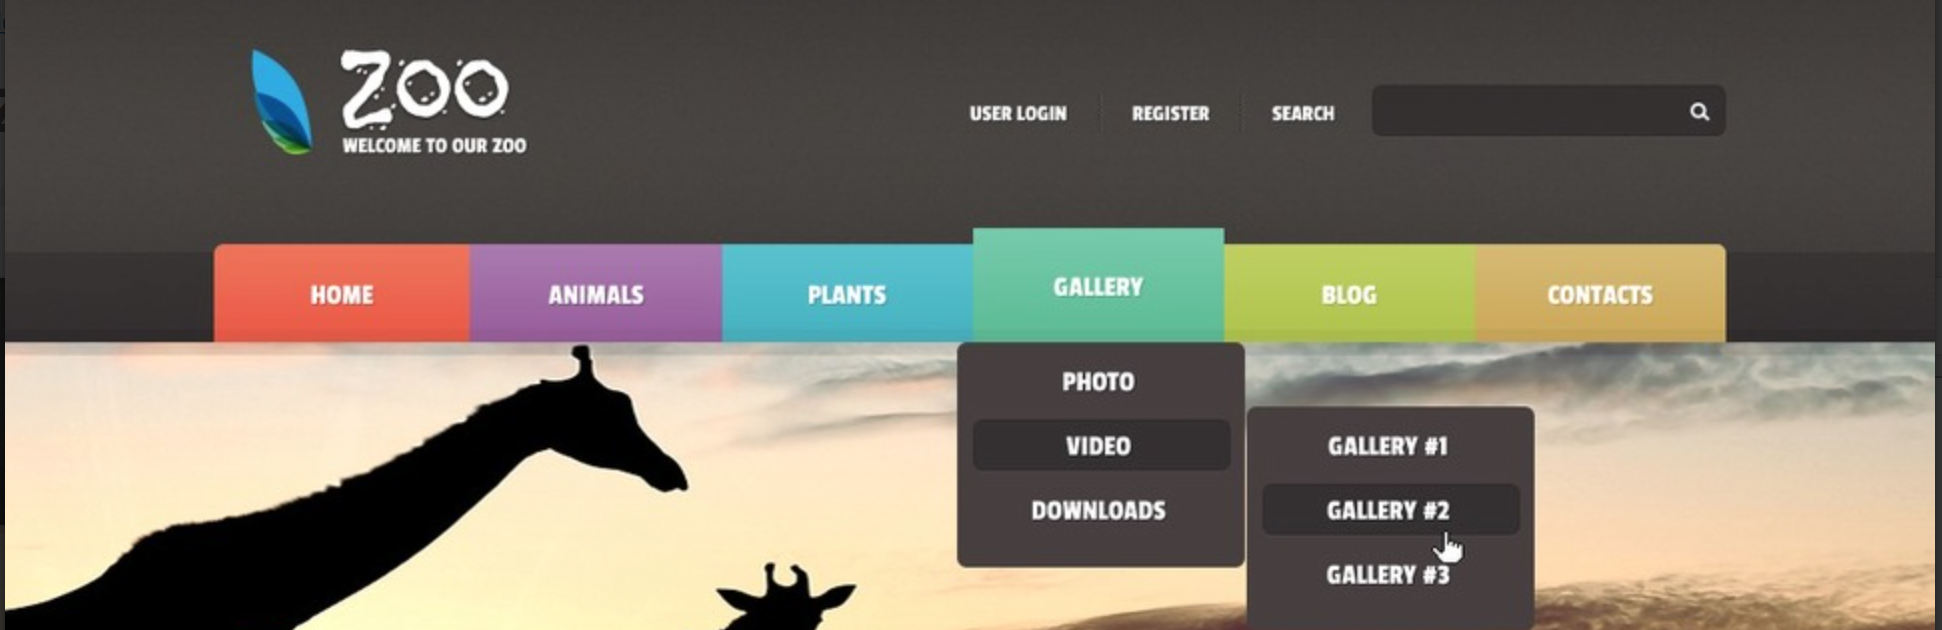 ZOO
WELCOME TO OUR ZOO
USER LOGIN
REGISTER
SEARCH
HOME
ANIMALS
PLANTS
GALLERY
BLOG
CONTACTS
PHOTO
VIDEO
DOWNLOADS
GALLERY #1
GALLERY #2
GALLERY #3